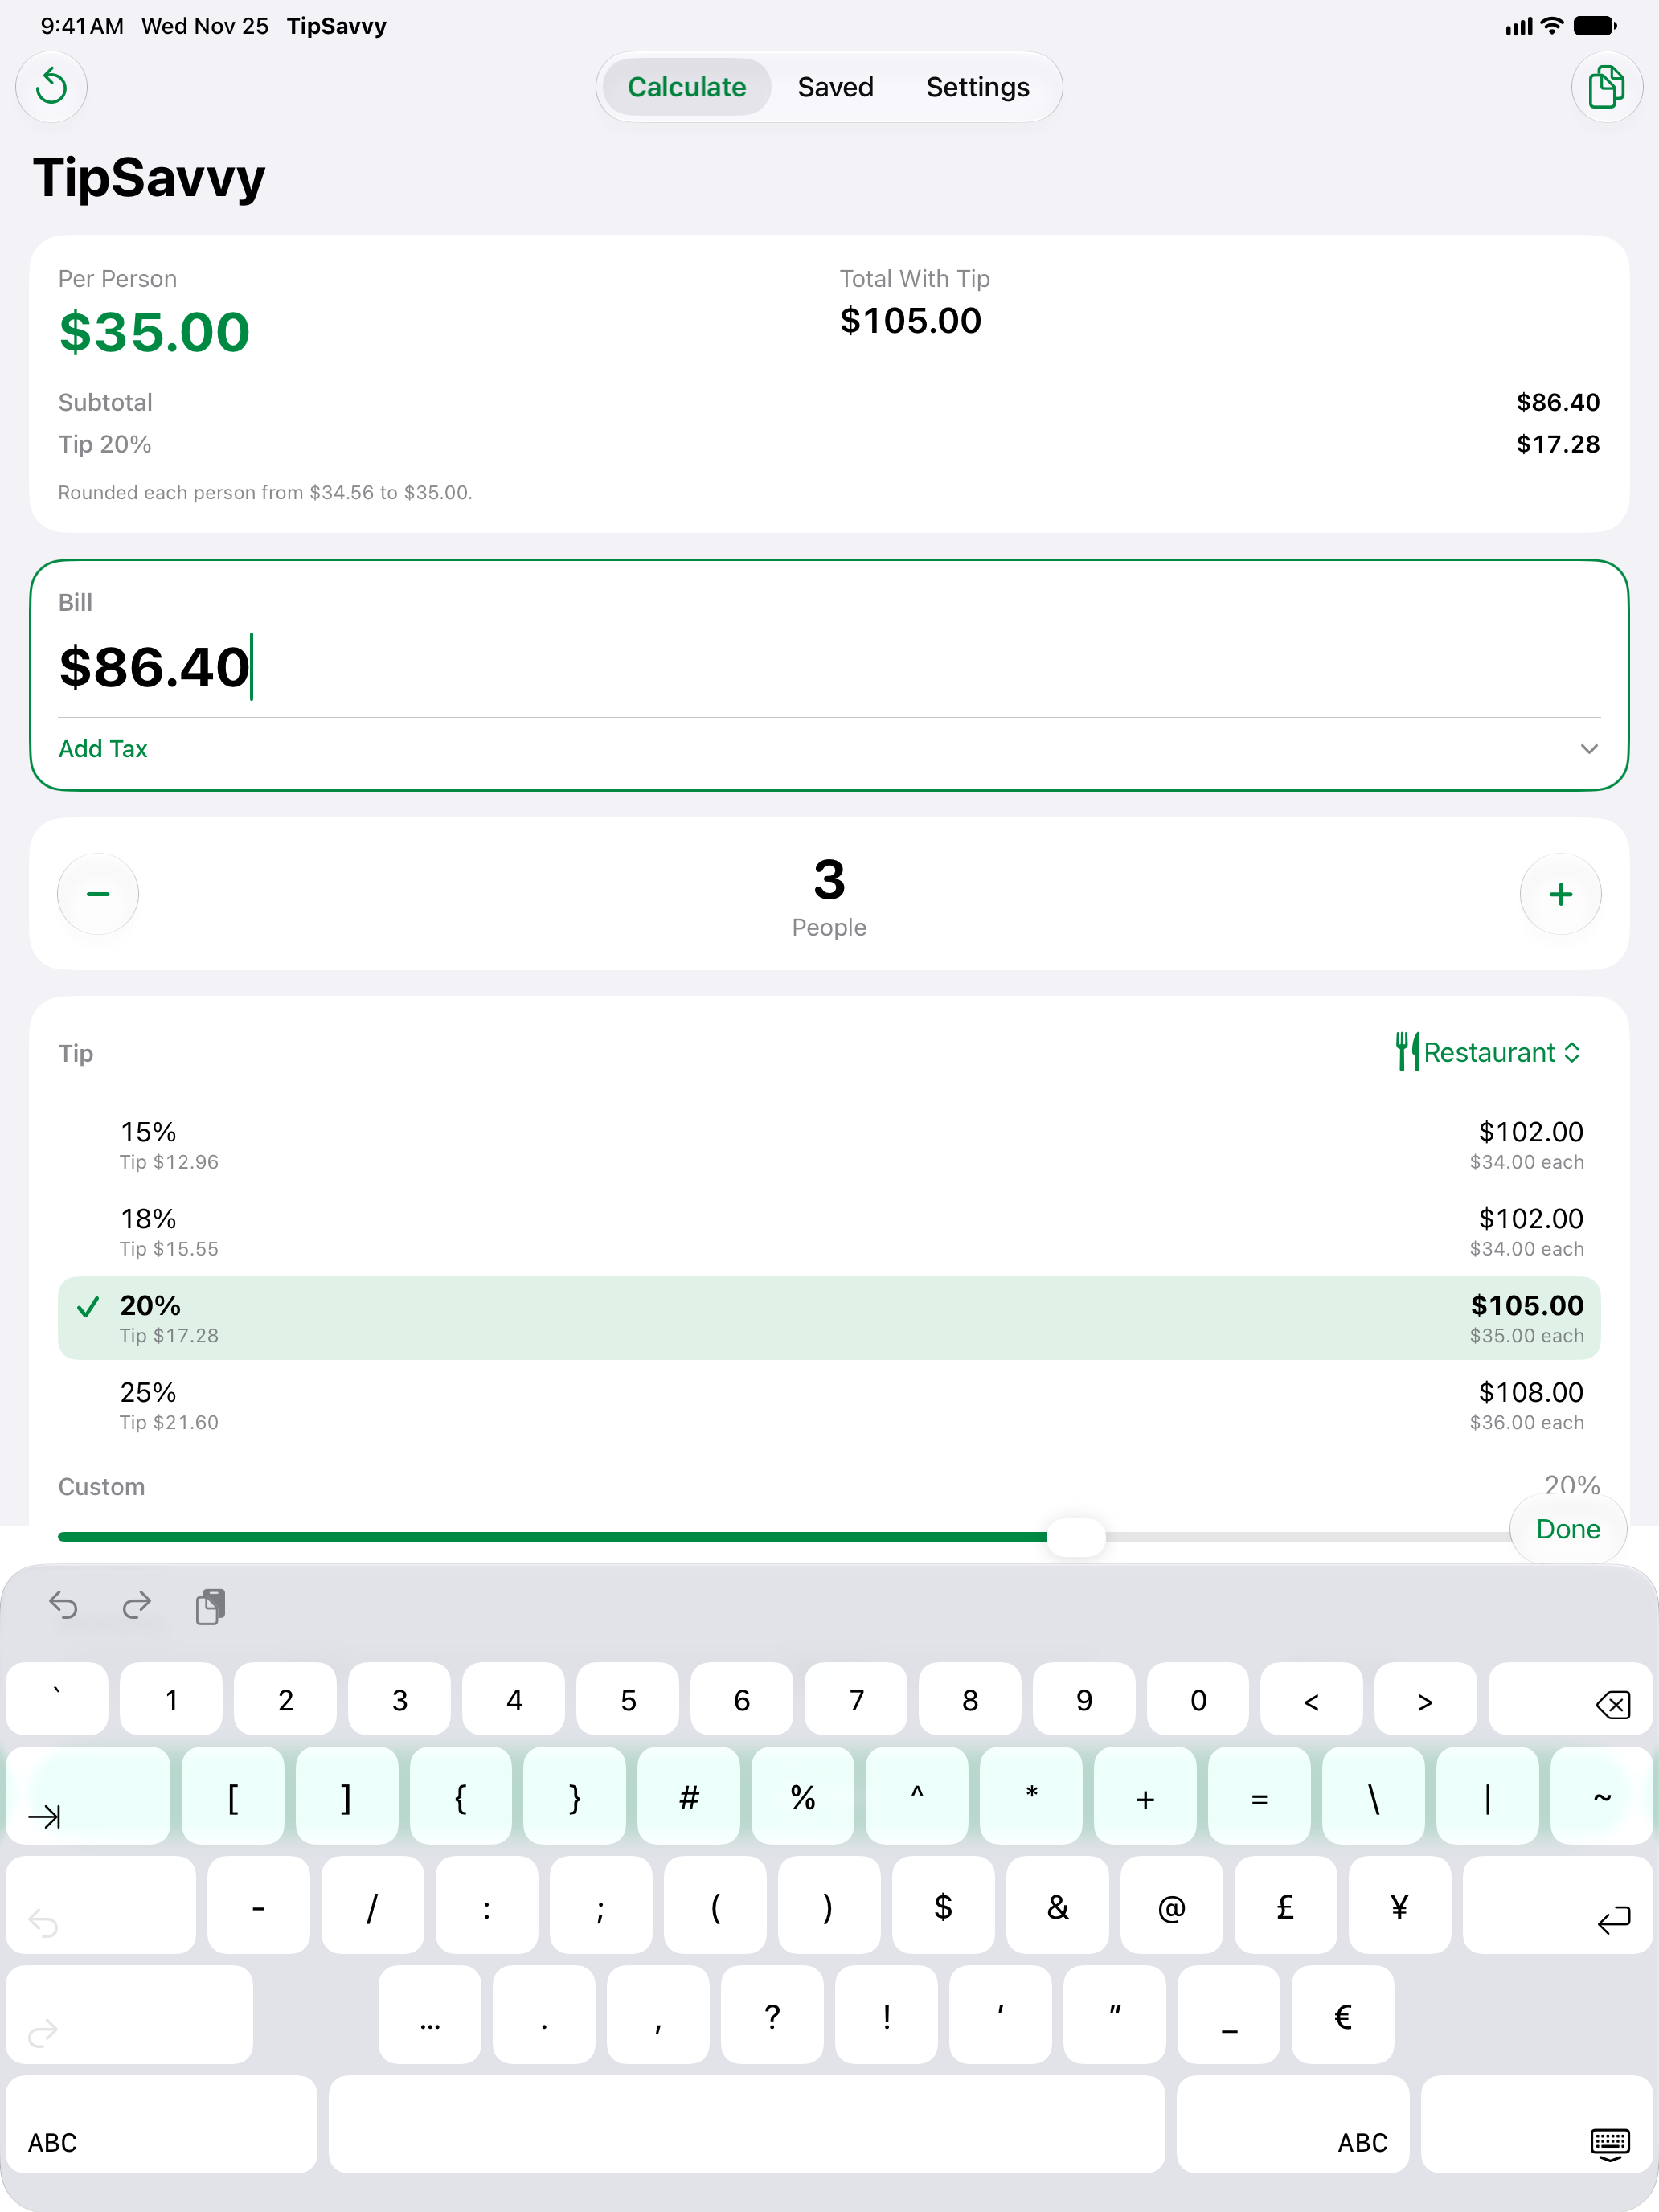 9:41 AM Wed Nov 25 TipSavvy
Calculate Saved Settings
TipSavvy
Per Person Total With Tip
$35.00 $105.00
Subtotal $86.40
Tip 20% $17.28
Rounded each person from $34.56 to $35.00.
Bill
$86.40
Add Tax
3
People
Tip Restaurant
15% $102.00
Tip $12.96 $34.00 each
18% $102.00
Tip $15.55 $34.00 each
20% $105.00
Tip $17.28 $35.00 each
25% $108.00
Tip $21.60 $36.00 each
Custom 20%
Done
` 1 2 3 4 5 6 7 8 9 0 < >
[ ] { } # % ^ * + = \ | ~
- / : ; ( ) $ & @ £ ¥
… . , ? ! ' " _ €
ABC ABC